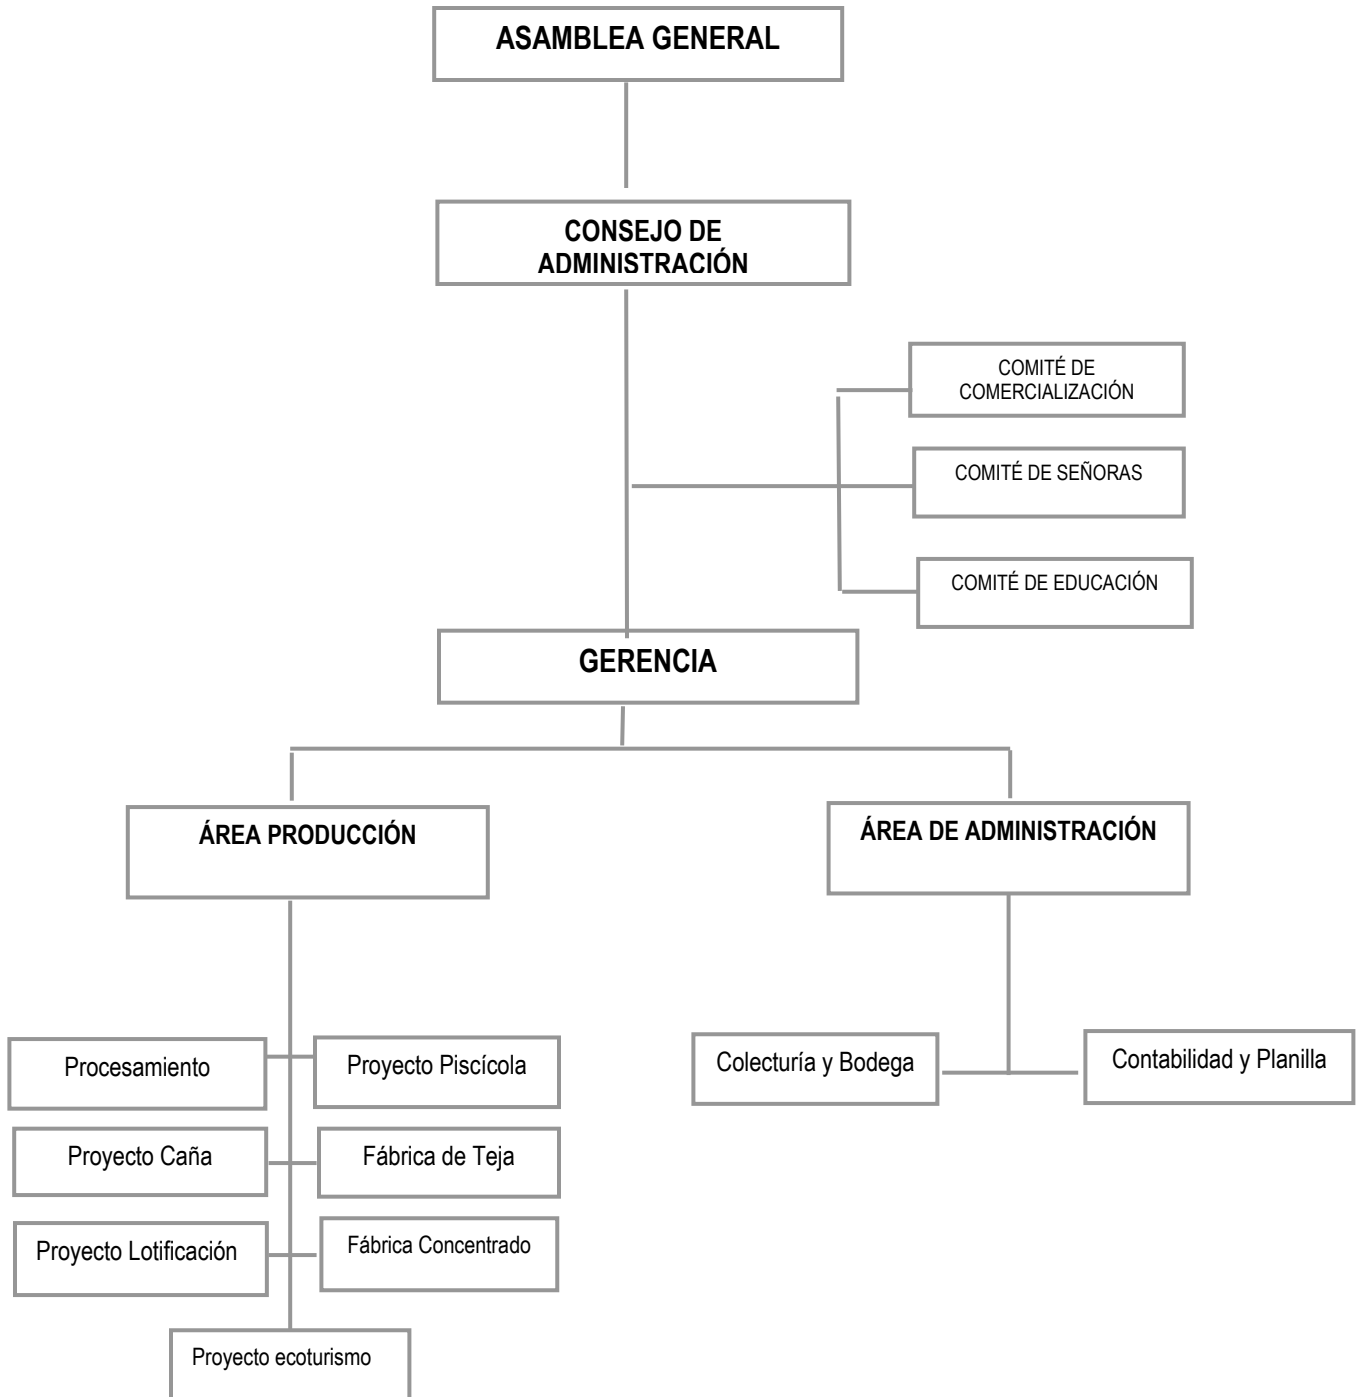 ASAMBLEA GENERAL
CONSEJO DE
ADMINISTRACIÓN
COMITÉ DE
COMERCIALIZACIÓN
COMITÉ DE SEÑORAS
COMITÉ DE EDUCACIÓN
GERENCIA
ÁREA PRODUCCIÓN
ÁREA DE ADMINISTRACIÓN
Procesamiento
Proyecto Piscícola
Colecturía y Bodega
Contabilidad y Planilla
Proyecto Caña
Fábrica de Teja
Proyecto Lotificación
Fábrica Concentrado
Proyecto ecoturismo